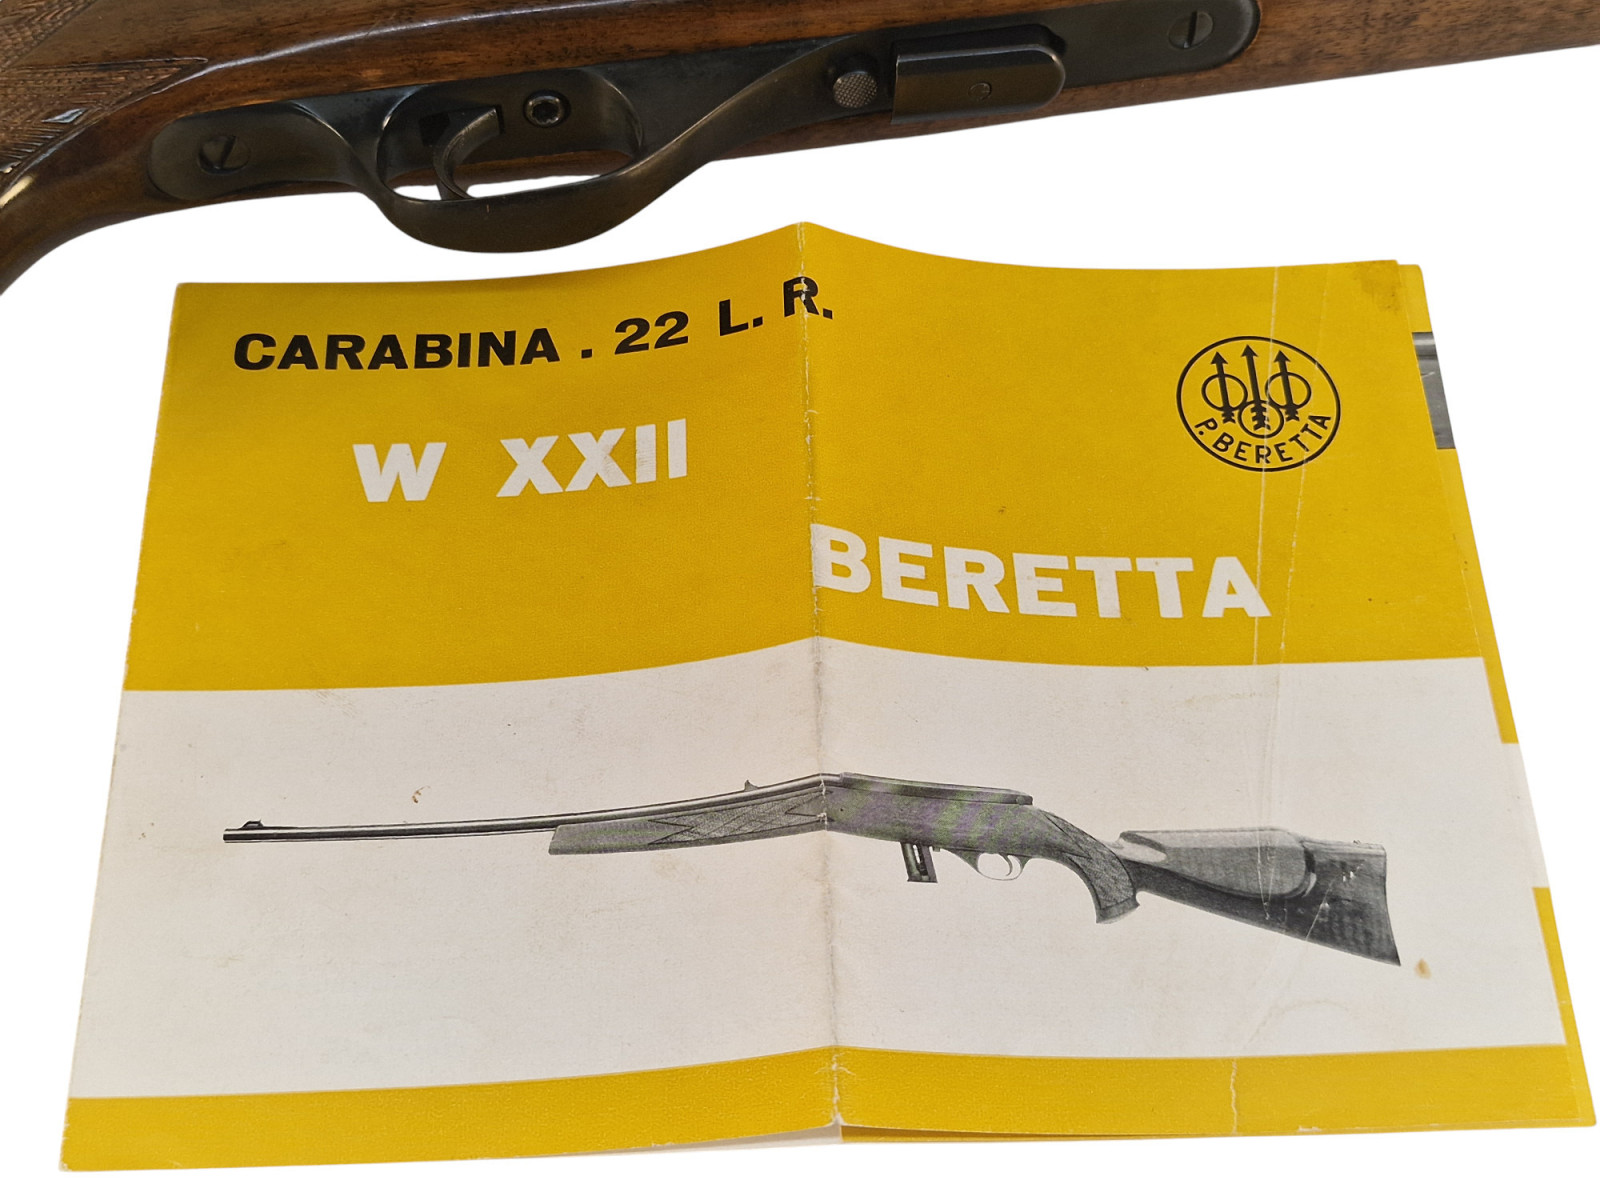 CARABINA . 22 L. R.
W XXII
P. BERETTA
BERETTA